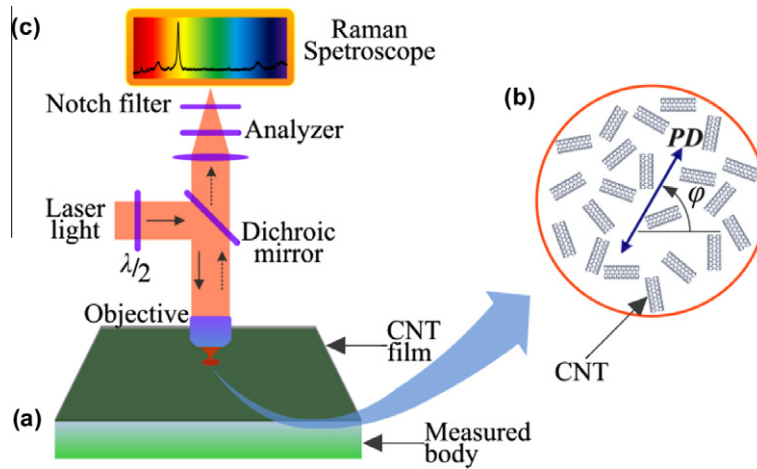 (c)
Raman
Spetroscope
Notch filter
Analyzer
Laser
light
λ/2
Dichroic
mirror
Objective
CNT
film
(a)
Measured
body
(b)
PD
φ
CNT